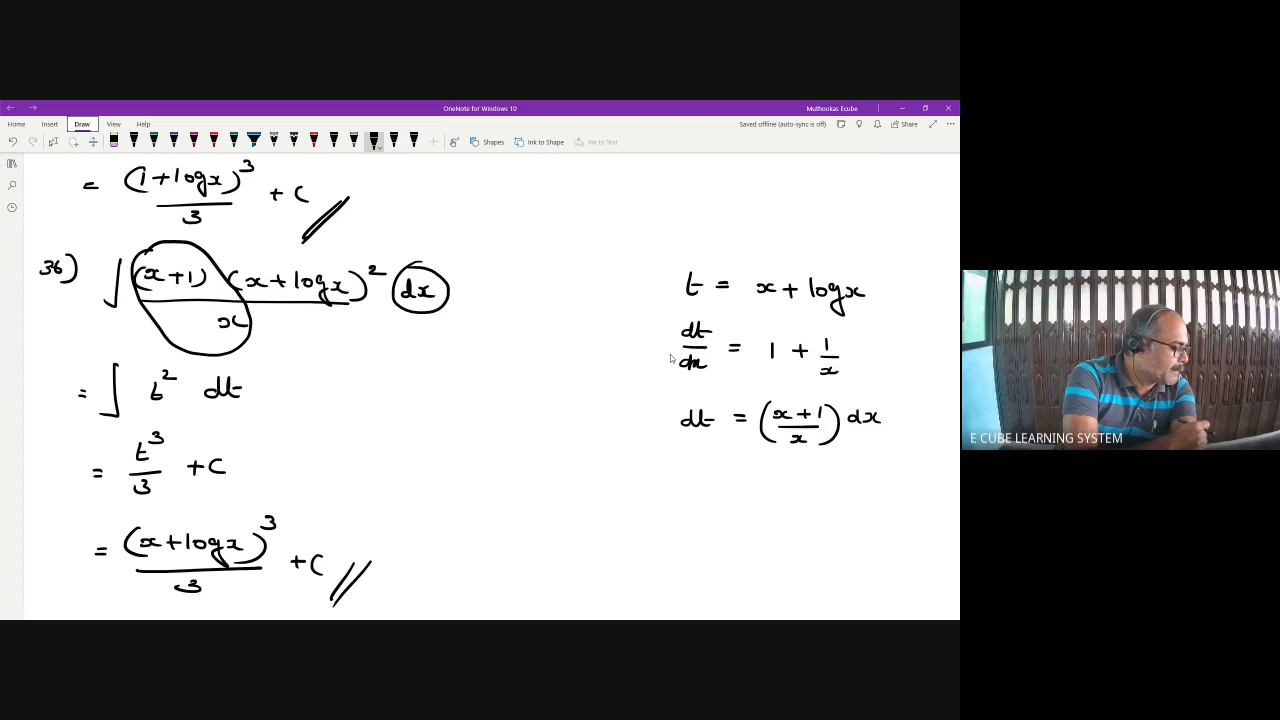 OneNote for Windows 10
Muthookas Ecube
Home Insert Draw View Help
Saved offline (auto-sync is off) Share
Shapes Ink to Shape Ink to Text
= (1+logx)^3 / 3 + C
36) ∫ (x+1) (x+logx)^2 / x dx
= ∫ t^2 dt
= t^3 / 3 + C
= (x+logx)^3 / 3 + C
t = x + logx
dt/dx = 1 + 1/x
dt = (x+1 / x) dx
E CUBE LEARNING SYSTEM